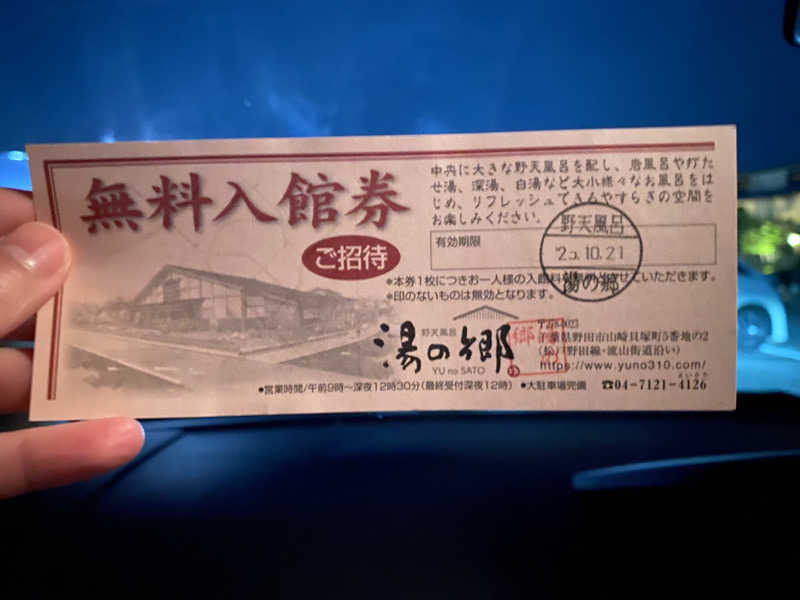 無料入館券
ご招待
中央に大きな野天風呂を配し、岩風呂や打た
せ湯、深湯、白湯など大小様々なお風呂をは
じめ、リフレッシュできるやすらぎの空間を
お楽しみください。
有効期限
野天風呂
.10.21
湯の郷
*本券1枚につきお一人様の入館料を無料とさせていただきます。
*印のないものは無効となります。
野天風呂
湯の郷
YU no SATO
千葉県野田市山崎貝塚町5番地の2
(松戸野田線・流山街道沿い)
https://www.yuno310.com/
●営業時間/午前9時〜深夜12時30分(最終受付深夜12時) ●大駐車場完備 ☎04-7121-4126